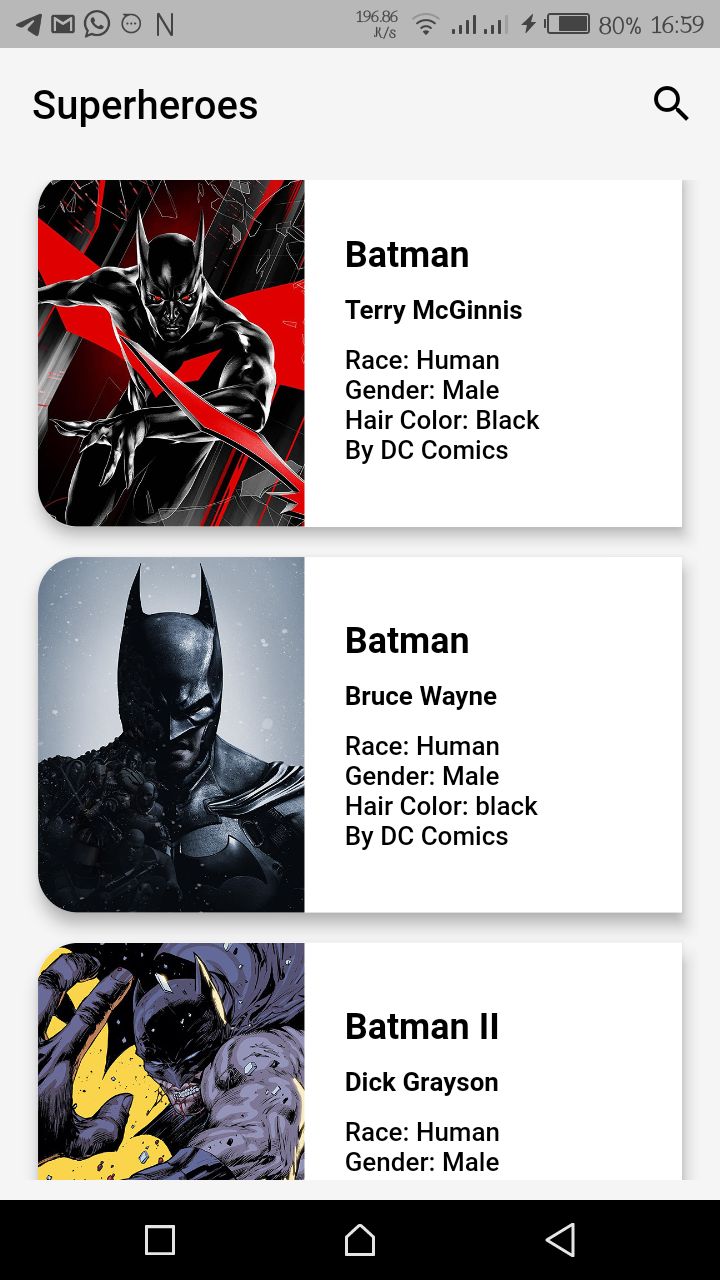 196.86
K/s
80% 16:59
Superheroes
Batman
Terry McGinnis
Race: Human
Gender: Male
Hair Color: Black
By DC Comics
Batman
Bruce Wayne
Race: Human
Gender: Male
Hair Color: black
By DC Comics
Batman II
Dick Grayson
Race: Human
Gender: Male